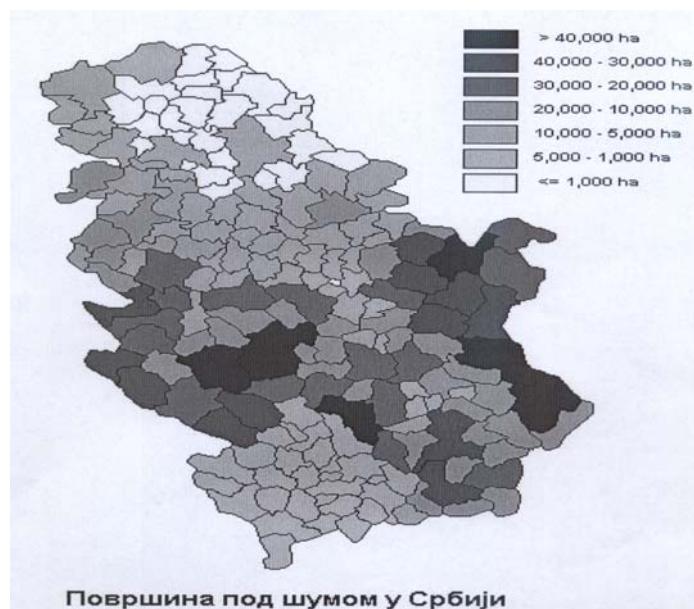 > 40,000 ha
40,000 - 30,000 ha
30,000 - 20,000 ha
20,000 - 10,000 ha
10,000 - 5,000 ha
5,000 - 1,000 ha
<= 1,000 ha
Површина под шумом у Србији